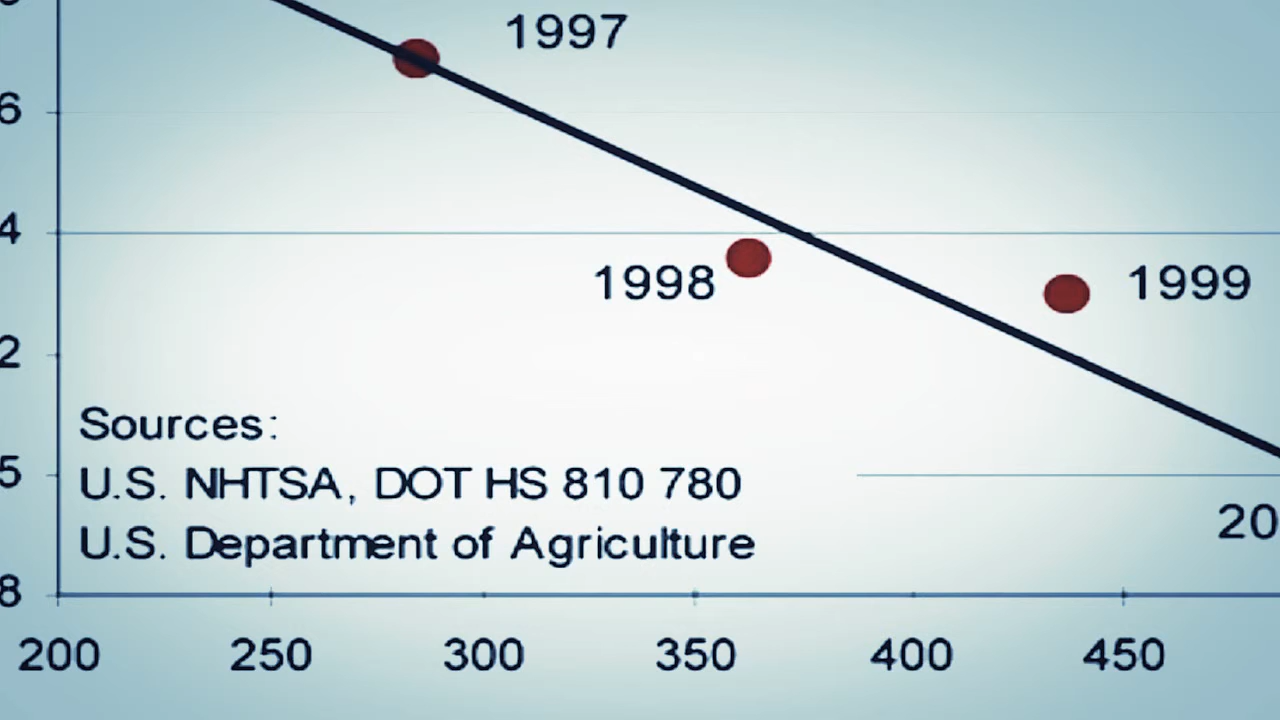 1997
6
4
1998
1999
2
Sources:
5
U.S. NHTSA, DOT HS 810 780
20
U.S. Department of Agriculture
8
200 250 300 350 400 450